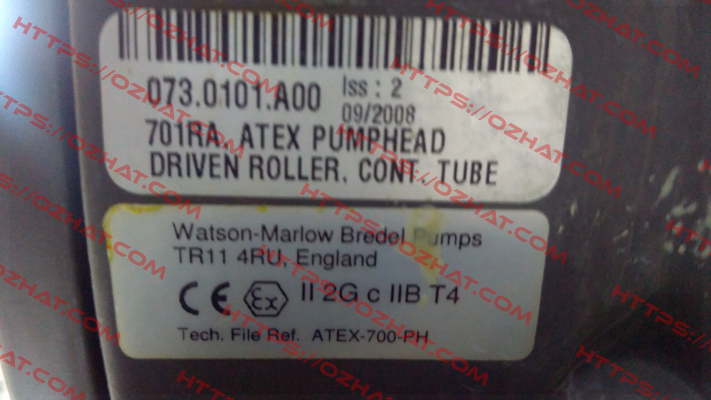 073.0101.A00 Iss : 2
09/2008
701RA ATEX PUMPHEAD
DRIVEN ROLLER, CONT. TUBE
Watson-Marlow Bredel Pumps
TR11 4RU, England
CE Ex II 2G c IIB T4
Tech. File Ref. ATEX-700-PH
HTTPS://OZHAT.COM